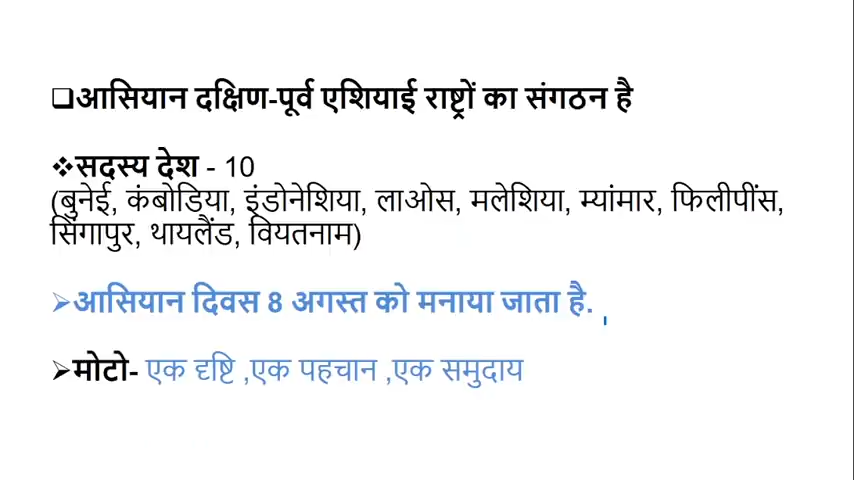 ❑आसियान दक्षिण-पूर्व एशियाई राष्ट्रों का संगठन है
❖सदस्य देश - 10
(बुनेई, कंबोडिया, इंडोनेशिया, लाओस, मलेशिया, म्यांमार, फिलीपींस,
सिंगापुर, थायलैंड, वियतनाम)
➢आसियान दिवस 8 अगस्त को मनाया जाता है.
➢मोटो- एक दृष्टि ,एक पहचान ,एक समुदाय